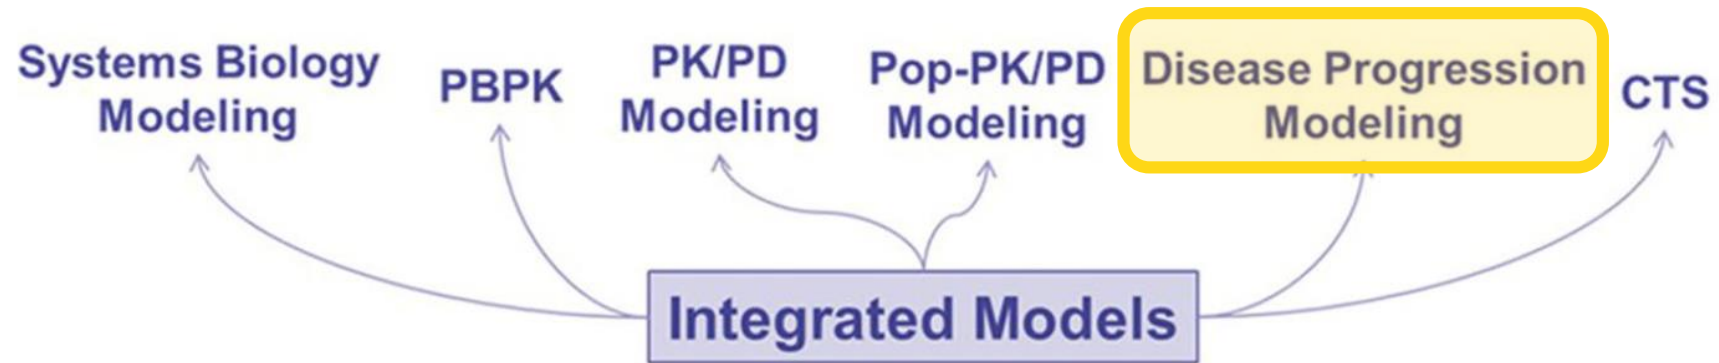 Systems Biology
Modeling
PBPK
PK/PD
Modeling
Pop-PK/PD
Modeling
Disease Progression
Modeling
CTS
Integrated Models